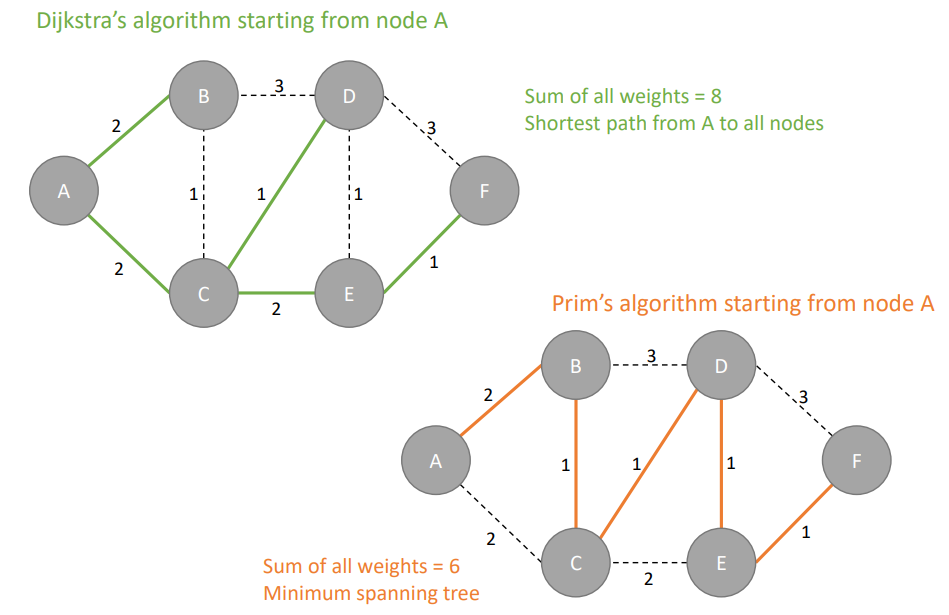 Dijkstra’s algorithm starting from node A
B
3
D
2
3
A
1
1
1
F
2
C
2
E
1
Sum of all weights = 8
Shortest path from A to all nodes
Prim’s algorithm starting from node A
B
3
D
2
3
A
1
1
1
F
2
C
2
E
1
Sum of all weights = 6
Minimum spanning tree